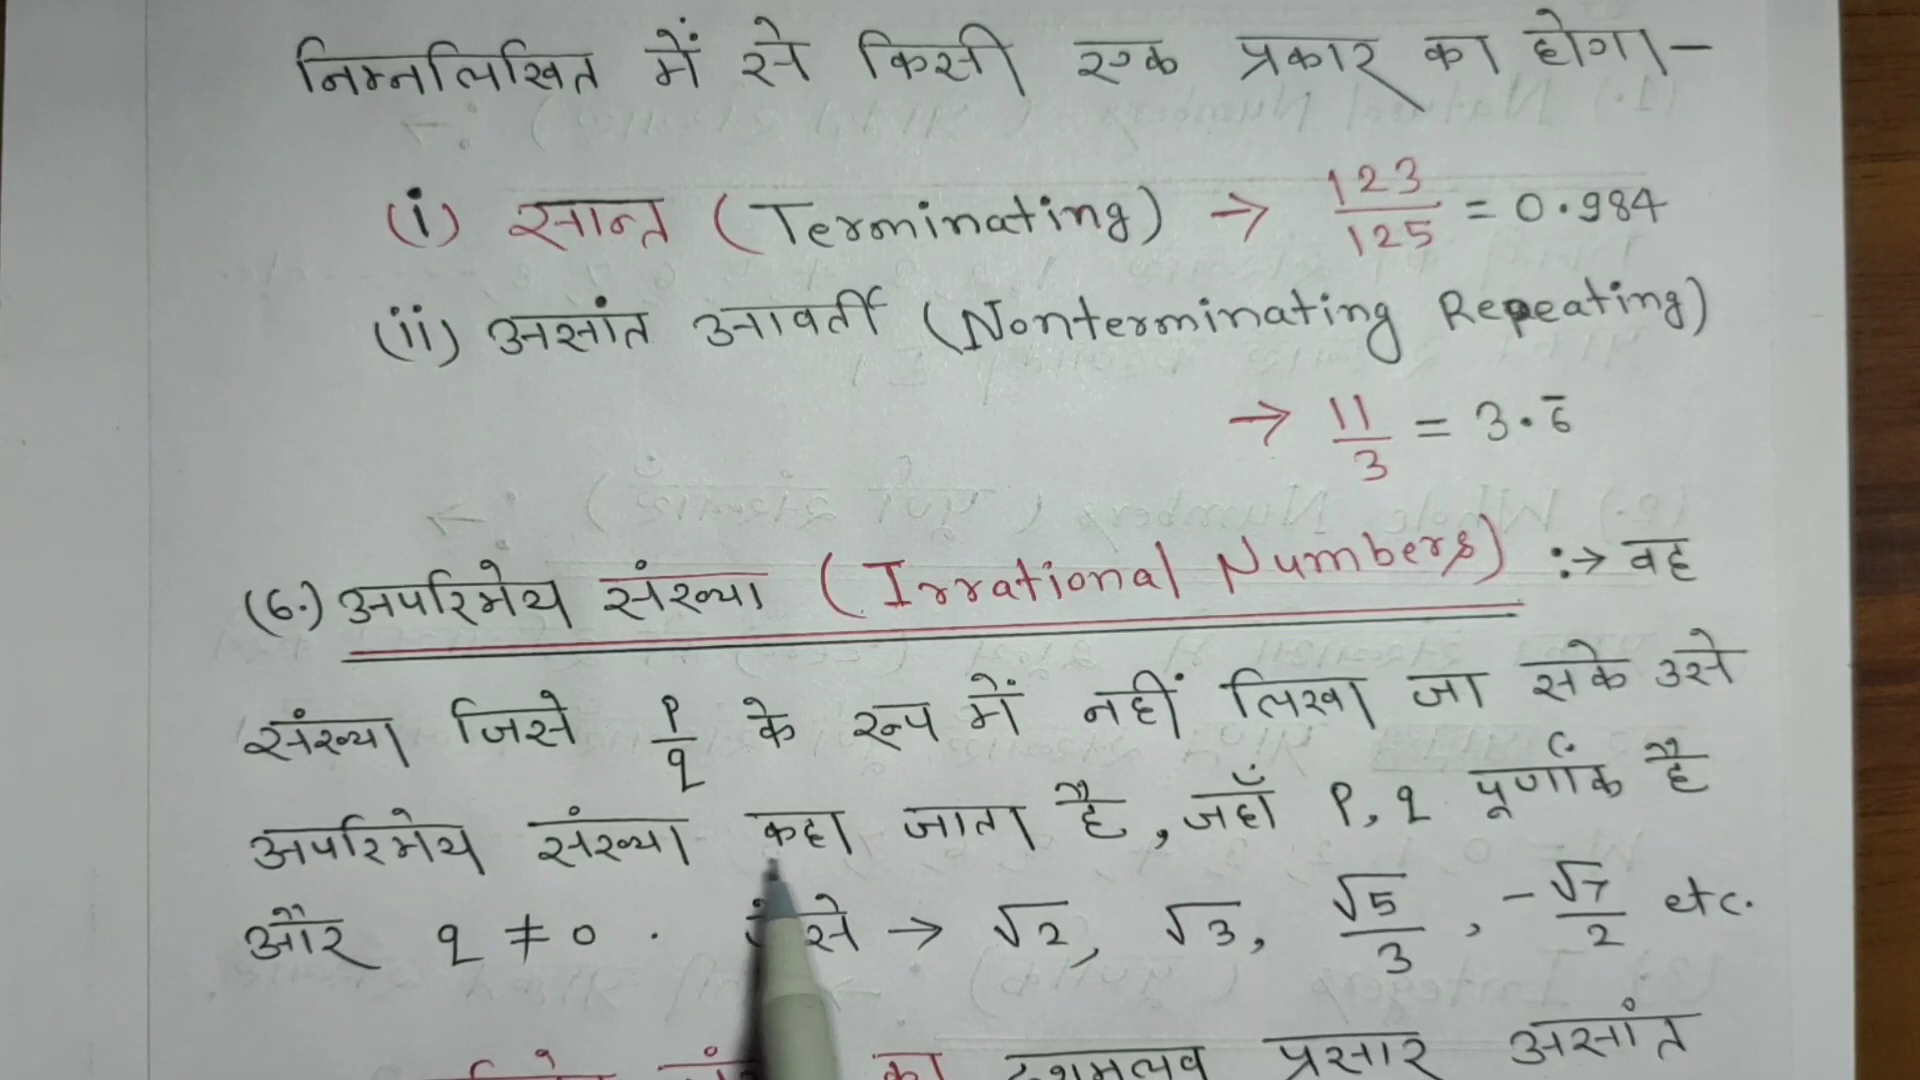 निम्नलिखित में से किसी एक प्रकार का होगा।—
(i) सान्त (Terminating) → 123/125 = 0.984
(ii) असांत आवर्ती (Nonterminating Repeating)
→ 11/3 = 3.6̄
(6.) अपरिमेय संख्या (Irrational Numbers) :→ वह
संख्या जिसे P/q के रूप में नहीं लिखा जा सके उसे
अपरिमेय संख्या कहा जाता है, जहाँ P, q पूर्णांक है
और q ≠ 0 . → √2, √3, √5/3, -√7/2 etc.
का दशमलव प्रसार असांत